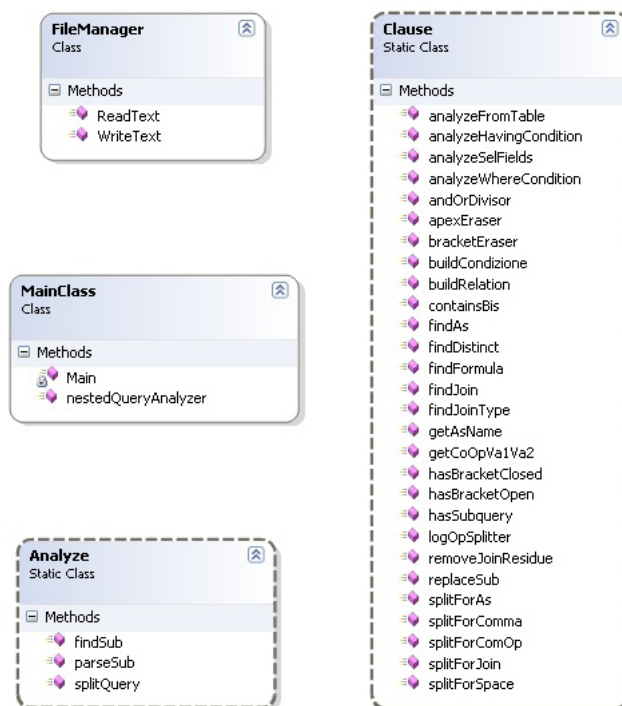 FileManager
Class
Methods
ReadText
WriteText
MainClass
Class
Methods
Main
nestedQueryAnalyzer
Analyze
Static Class
Methods
findSub
parseSub
splitQuery
Clause
Static Class
Methods
analyzeFromTable
analyzeHavingCondition
analyzeSelFields
analyzeWhereCondition
andOrDivisor
apexEraser
bracketEraser
buildCondizione
buildRelation
containsBis
findAs
findDistinct
findFormula
findJoin
findJoinType
getAsName
getCoOpVa1Va2
hasBracketClosed
hasBracketOpen
hasSubquery
logOpSplitter
removeJoinResidue
replaceSub
splitForAs
splitForComma
splitForComOp
splitForJoin
splitForSpace